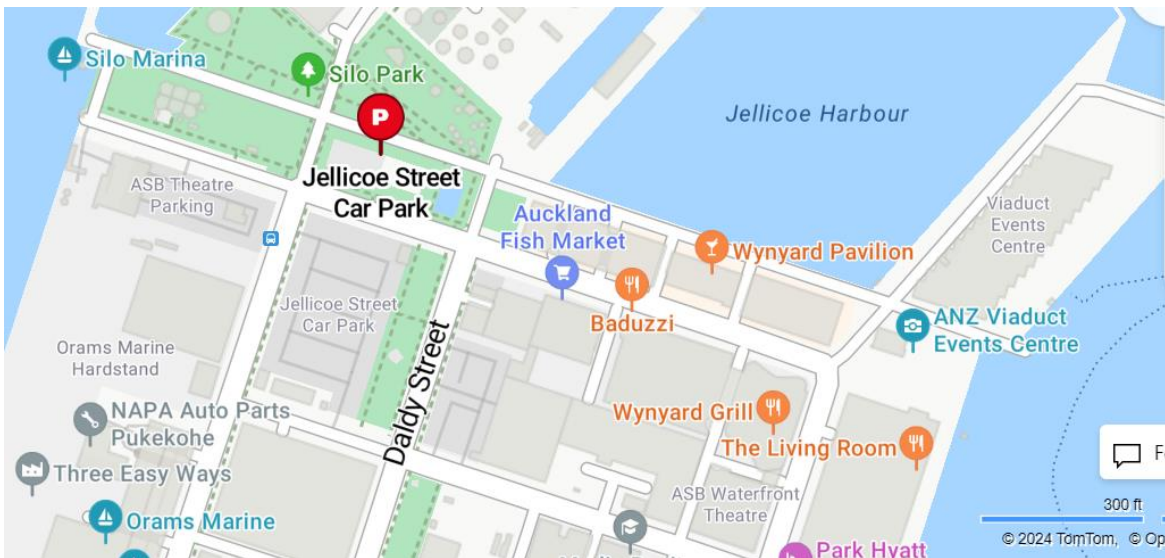 Silo Marina
Silo Park
P
Jellicoe Harbour
Jellicoe Street
Car Park
ASB Theatre
Parking
Auckland
Fish Market
Viaduct
Events
Centre
Wynyard Pavilion
Jellicoe Street
Car Park
Baduzzi
ANZ Viaduct
Events Centre
Daldy Street
Orams Marine
Hardstand
NAPA Auto Parts
Pukekohe
Wynyard Grill
The Living Room
Three Easy Ways
ASB Waterfront
Theatre
300 ft
Orams Marine
© 2024 TomTom, © Op
Park Hyatt